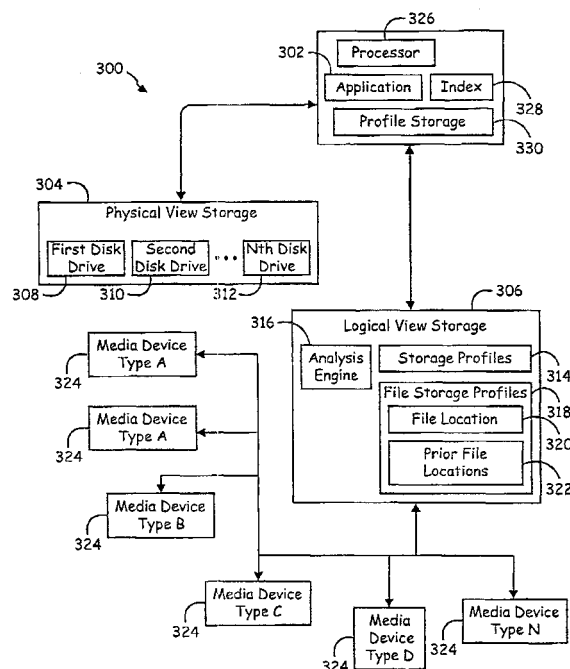 326
302
Processor
300
Application
Index
328
Profile Storage
330
304
Physical View Storage
First Disk
Drive
Second
Disk Drive
•••
Nth Disk
Drive
308
310
312
306
316
Logical View Storage
Analysis
Engine
Storage Profiles
314
File Storage Profiles
318
File Location
320
Prior File
Locations
322
324
Media Device
Type A
324
Media Device
Type A
324
Media Device
Type B
324
Media Device
Type C
324
Media
Device
Type D
324
Media Device
Type N